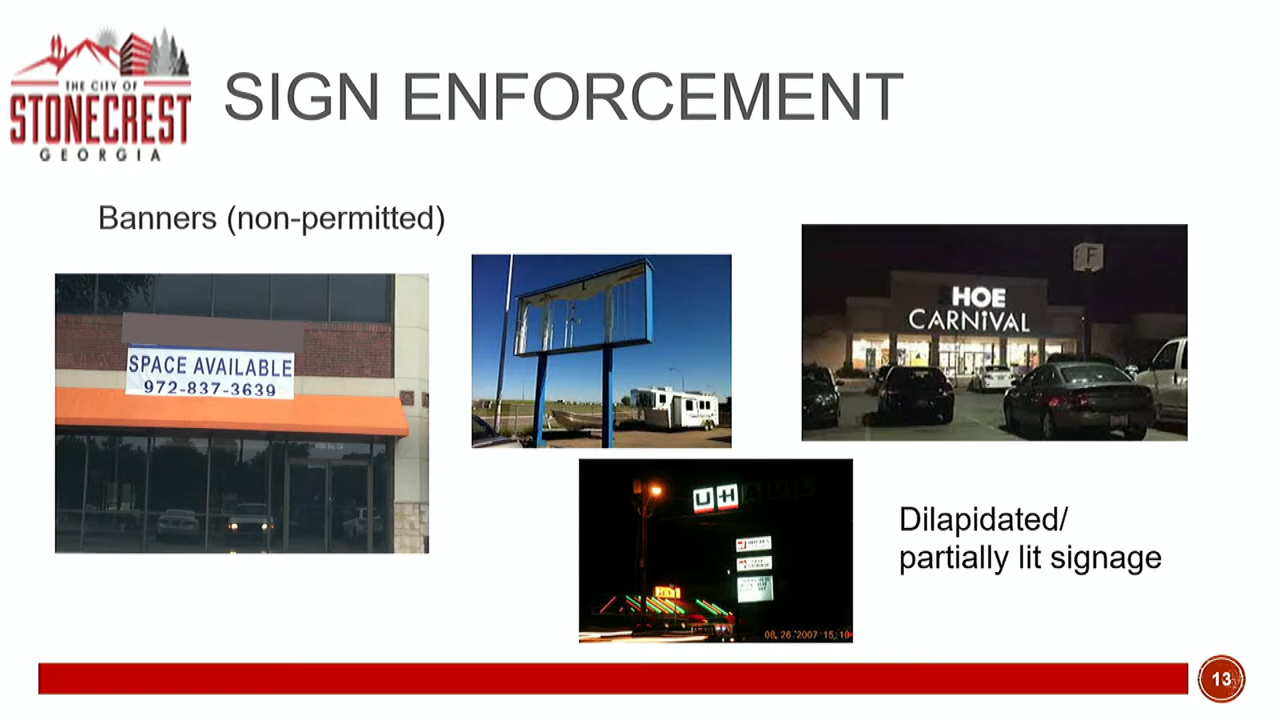 THE CITY OF
STONECREST
GEORGIA
SIGN ENFORCEMENT
Banners (non-permitted)
SPACE AVAILABLE
972-837-3639
F
HOE
CARNIVAL
UH
Dilapidated/
partially lit signage
08.26.2007 15:10
13